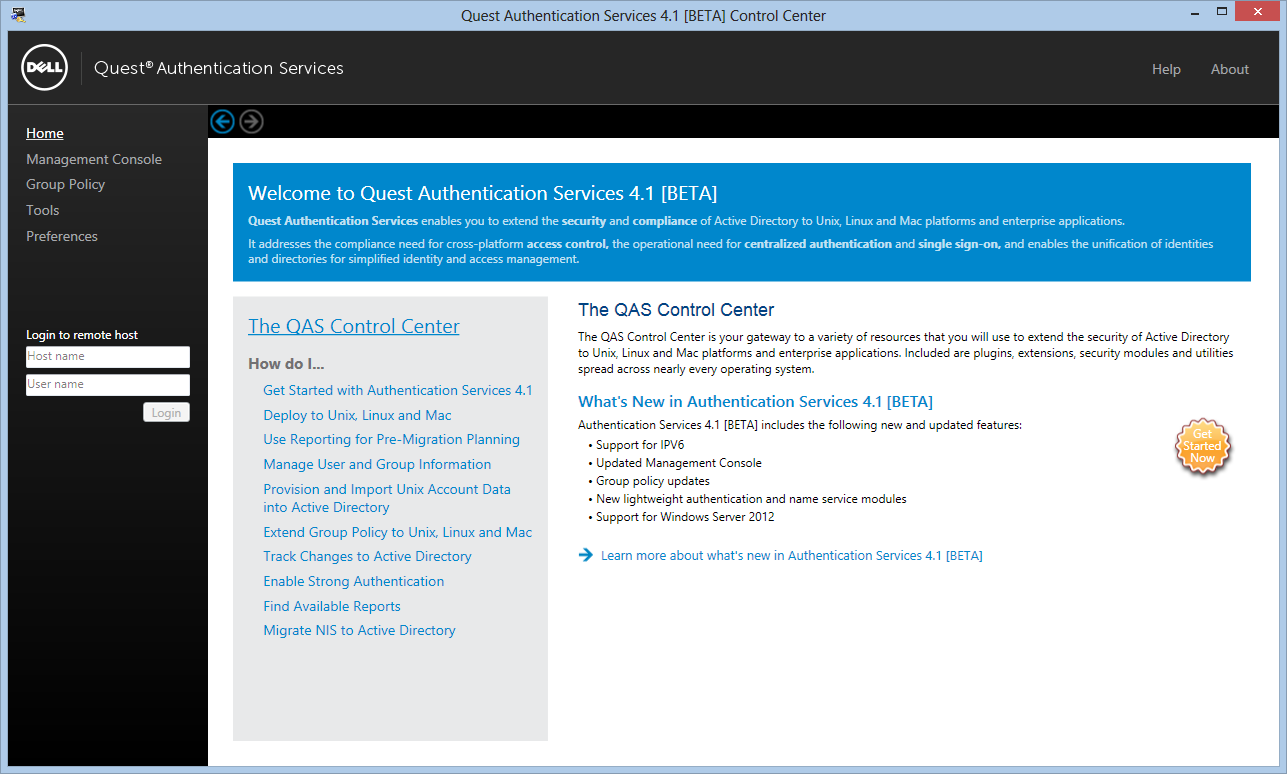 Quest Authentication Services 4.1 [BETA] Control Center
DELL
Quest® Authentication Services
Help
About
Home
Management Console
Group Policy
Tools
Preferences
Login to remote host
Host name
User name
Login
Welcome to Quest Authentication Services 4.1 [BETA]
Quest Authentication Services enables you to extend the security and compliance of Active Directory to Unix, Linux and Mac platforms and enterprise applications.
It addresses the compliance need for cross-platform access control, the operational need for centralized authentication and single sign-on, and enables the unification of identities
and directories for simplified identity and access management.
The QAS Control Center
How do I...
Get Started with Authentication Services 4.1
Deploy to Unix, Linux and Mac
Use Reporting for Pre-Migration Planning
Manage User and Group Information
Provision and Import Unix Account Data
into Active Directory
Extend Group Policy to Unix, Linux and Mac
Track Changes to Active Directory
Enable Strong Authentication
Find Available Reports
Migrate NIS to Active Directory
The QAS Control Center
The QAS Control Center is your gateway to a variety of resources that you will use to extend the security of Active Directory
to Unix, Linux and Mac platforms and enterprise applications. Included are plugins, extensions, security modules and utilities
spread across nearly every operating system.
What's New in Authentication Services 4.1 [BETA]
Authentication Services 4.1 [BETA] includes the following new and updated features:
• Support for IPV6
• Updated Management Console
• Group policy updates
• New lightweight authentication and name service modules
• Support for Windows Server 2012
Get
Started
Now
Learn more about what's new in Authentication Services 4.1 [BETA]